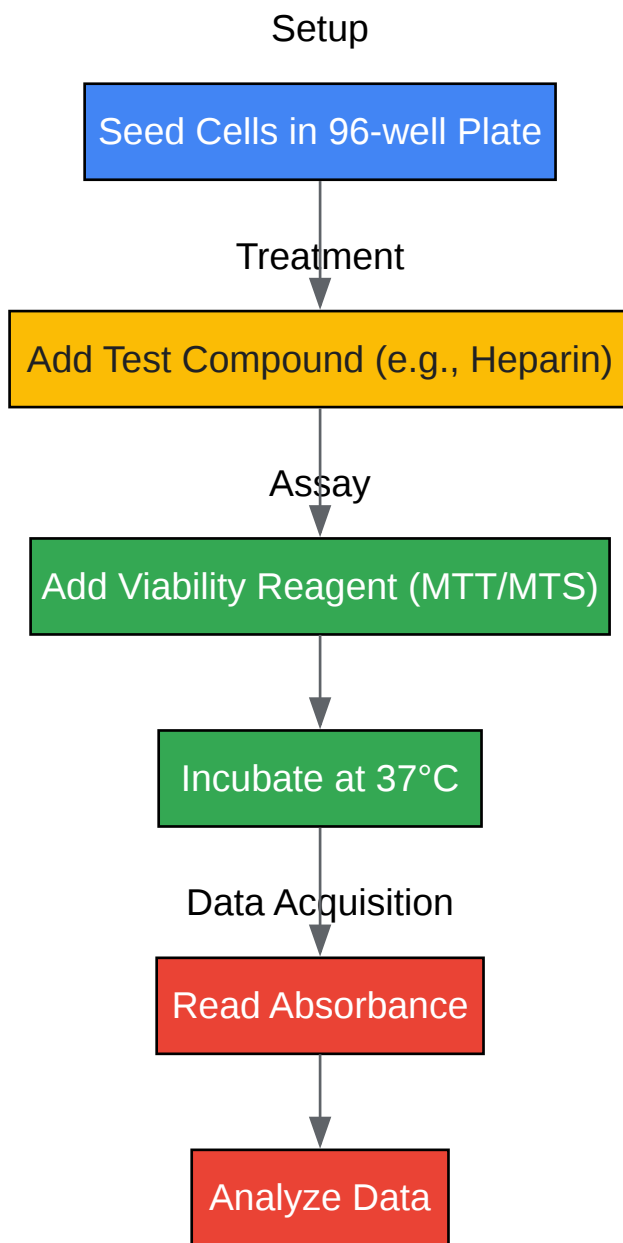 Setup
Seed Cells in 96-well Plate
Treatment
Add Test Compound (e.g., Heparin)
Assay
Add Viability Reagent (MTT/MTS)
Incubate at 37°C
Data Acquisition
Read Absorbance
Analyze Data